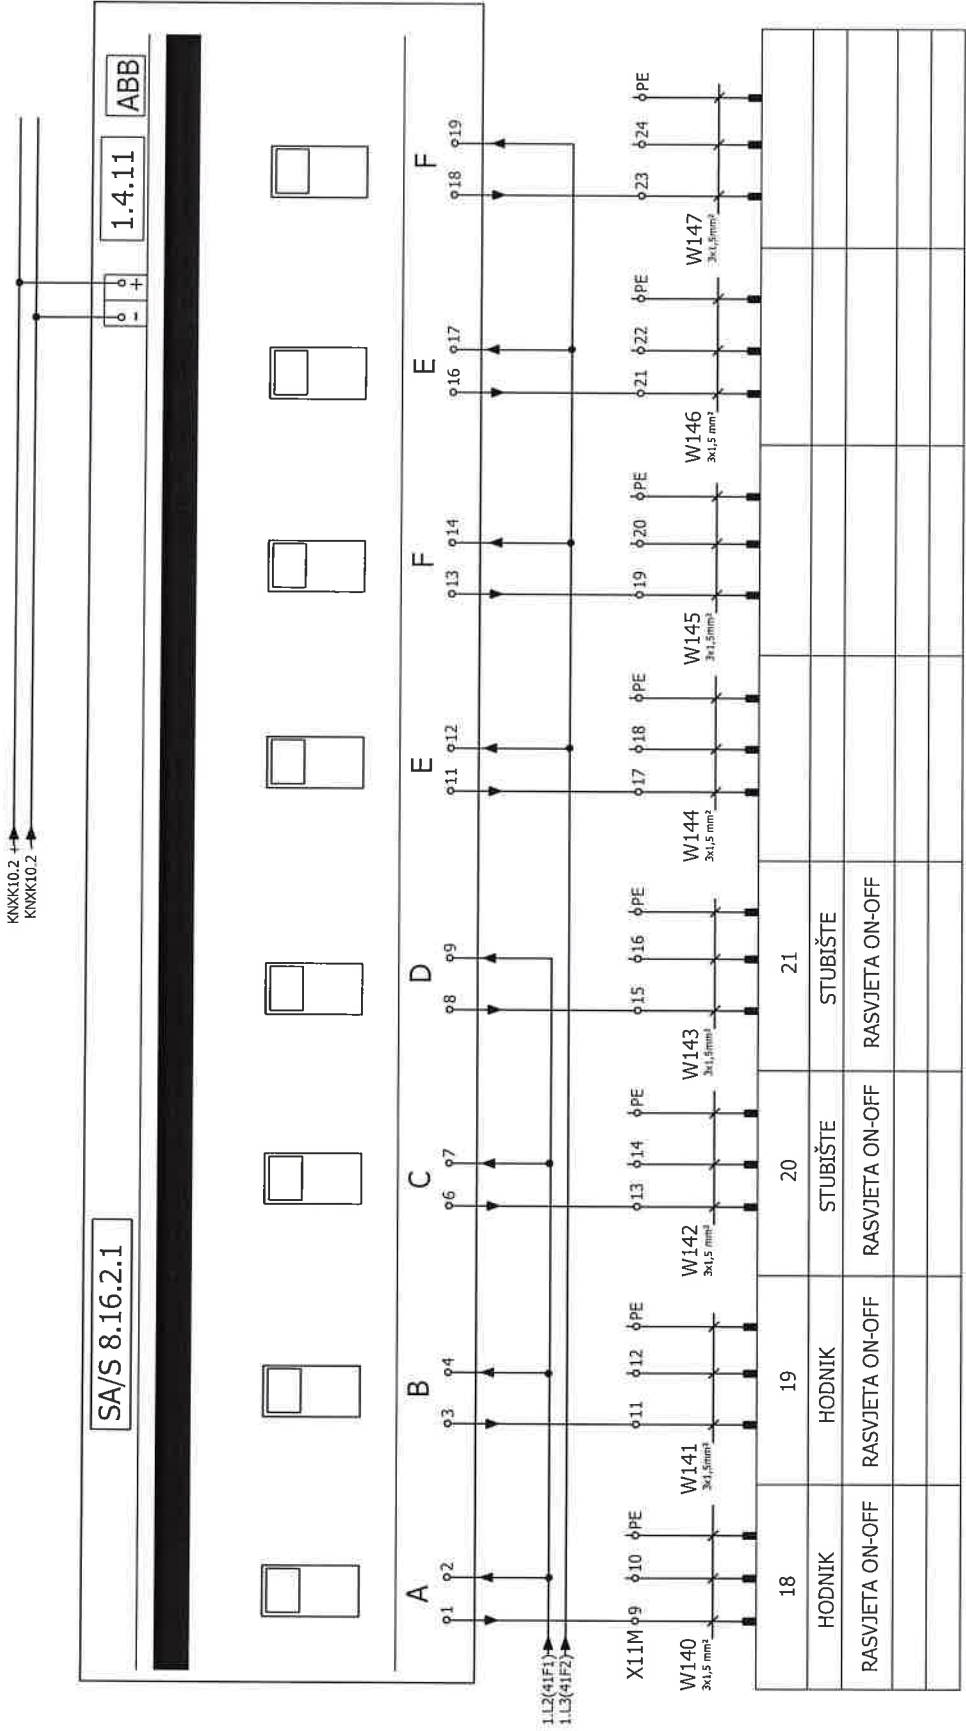 KNXK10.2 +
KNXK10.2 -
SA/S 8.16.2.1
- +
1.4.11
ABB
A B C D E F E F
1 2 3 4 6 7 8 9 11 12 13 14 16 17 18 19
1.L2(41F1)
1.L3(41F2)
X11M 9 10 PE 11 12 PE 13 14 PE 15 16 PE 17 18 PE 19 20 PE 21 22 PE 23 24 PE
W140 W141 W142 W143 W144 W145 W146 W147
3x1,5 mm² 3x1,5mm² 3x1,5 mm² 3x1,5mm² 3x1,5 mm² 3x1,5mm² 3x1,5 mm² 3x1,5mm²
18 19 20 21
HODNIK HODNIK STUBIŠTE STUBIŠTE
RASVJETA ON-OFF RASVJETA ON-OFF RASVJETA ON-OFF RASVJETA ON-OFF